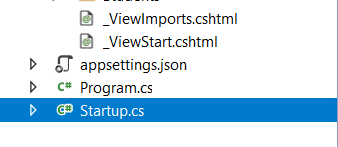 _ViewImports.cshtml
_ViewStart.cshtml
appsettings.json
C# Program.cs
C# Startup.cs